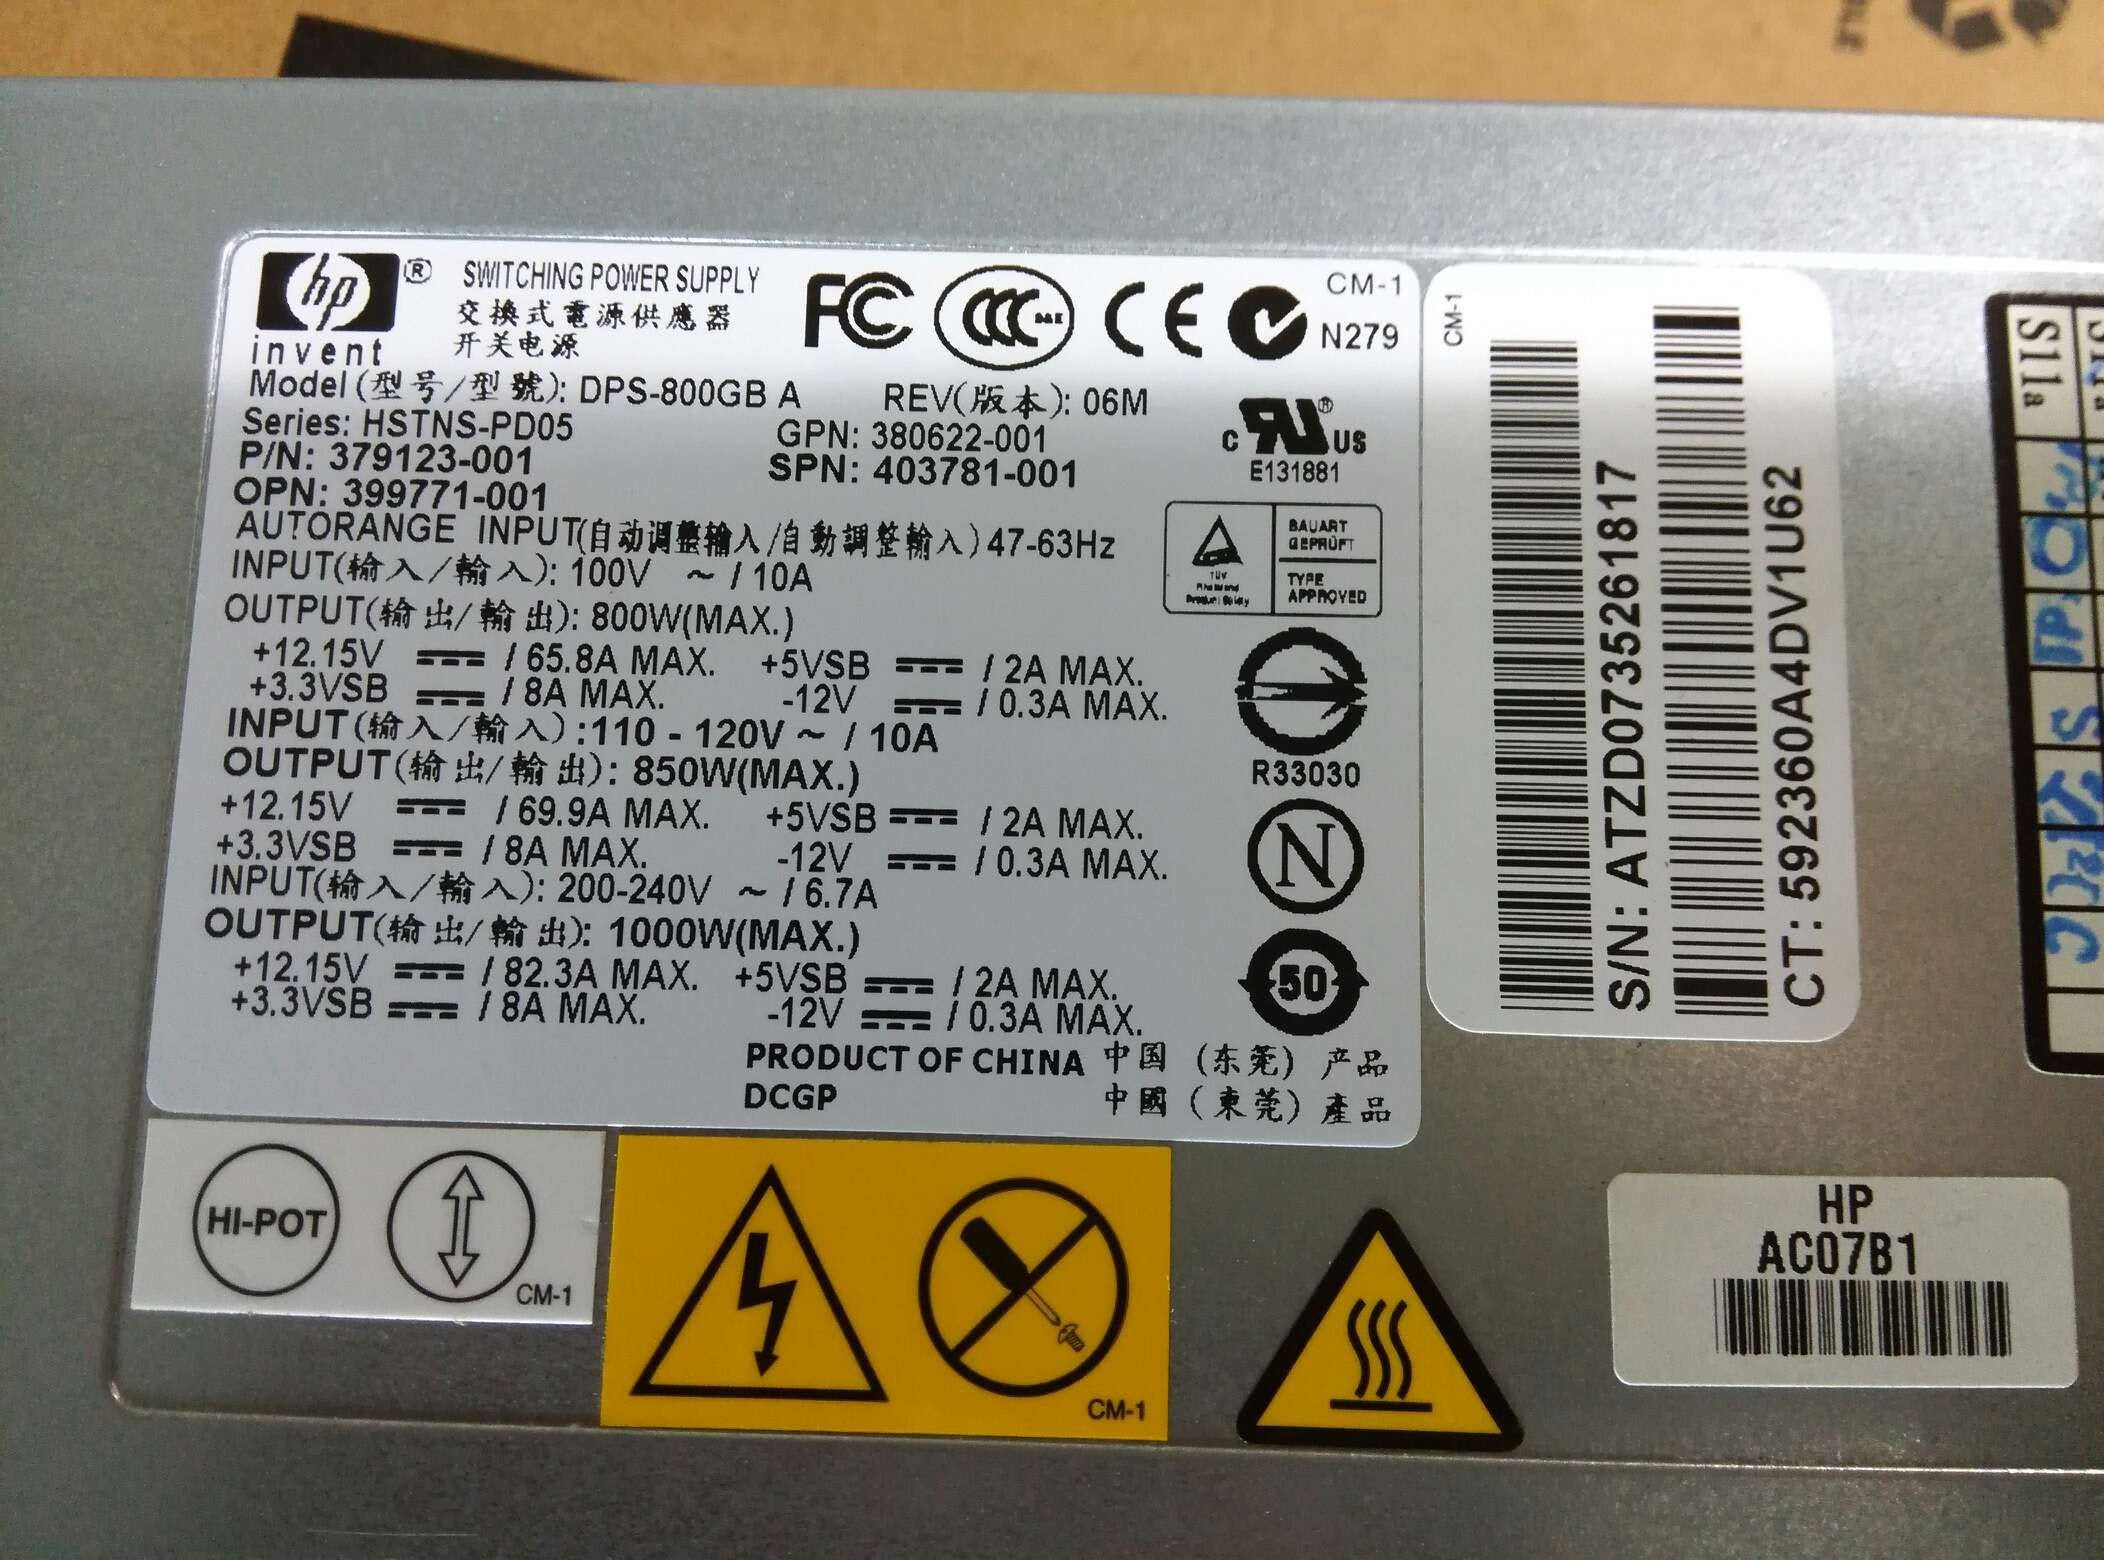 hp ® invent
SWITCHING POWER SUPPLY
交換式電源供應器
开关电源
FC CCC S&E CE N279
CM-1
Model (型号/型號): DPS-800GB A REV(版本): 06M
Series: HSTNS-PD05 GPN: 380622-001
P/N: 379123-001 SPN: 403781-001
OPN: 399771-001
C RU ® US
E131881
AUTORANGE INPUT(自动调整输入/自動調整輸入) 47-63Hz
INPUT(输入/輸入): 100V ~ / 10A
OUTPUT(输出/輸出): 800W(MAX.)
+12.15V / 65.8A MAX. +5VSB / 2A MAX.
+3.3VSB / 8A MAX. -12V / 0.3A MAX.
INPUT(输入/輸入) :110 - 120V ~ / 10A
OUTPUT(输出/輸出): 850W(MAX.)
+12.15V / 69.9A MAX. +5VSB / 2A MAX.
+3.3VSB / 8A MAX. -12V / 0.3A MAX.
INPUT(输入/輸入): 200-240V ~ / 6.7A
OUTPUT(输出/輸出): 1000W(MAX.)
+12.15V / 82.3A MAX. +5VSB / 2A MAX.
+3.3VSB / 8A MAX. -12V / 0.3A MAX.
PRODUCT OF CHINA 中国 (东莞) 产品
DCGP 中國 (東莞) 產品
TÜV
Rheinland
Product Safety
BAUART
GEPRÜFT
TYPE
APPROVED
R33030
N
50
CM-1
S/N: ATZD0735261817
CT: 592360A4DV1U62
S11a
HI-POT
CM-1
CM-1
HP
AC07B1